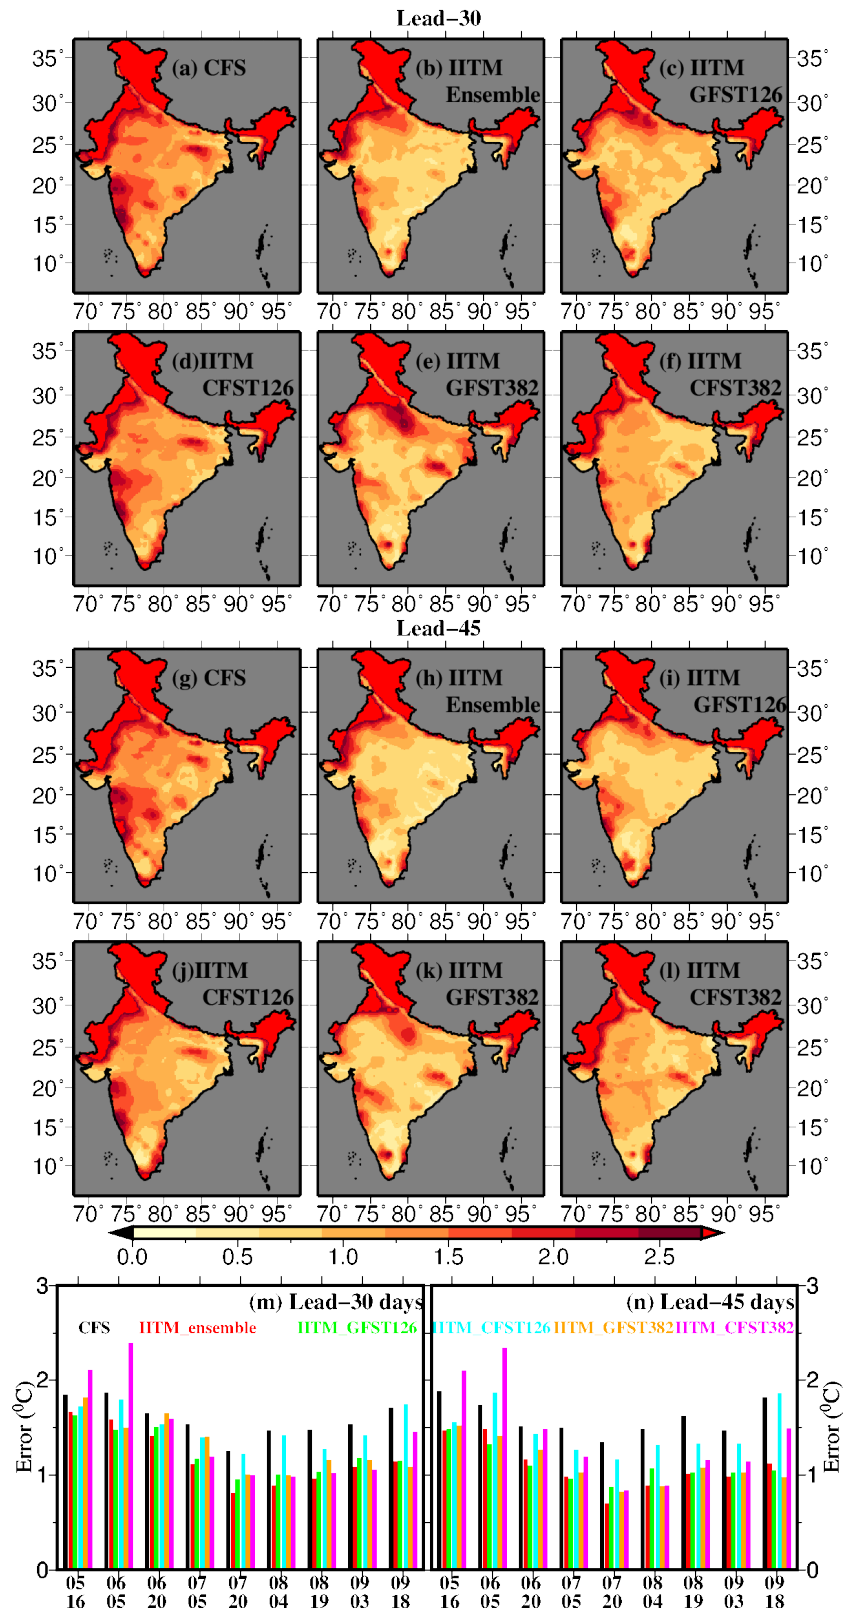 Lead−30
(a) CFS
(b) IITM
Ensemble
(c) IITM
GFST126
35°
30°
25°
20°
15°
10°
35°
30°
25°
20°
15°
10°
70° 75° 80° 85° 90° 95°
70° 75° 80° 85° 90° 95°
70° 75° 80° 85° 90° 95°
(d)IITM
CFST126
(e) IITM
GFST382
(f) IITM
CFST382
35°
30°
25°
20°
15°
10°
35°
30°
25°
20°
15°
10°
70° 75° 80° 85° 90° 95°
70° 75° 80° 85° 90° 95°
70° 75° 80° 85° 90° 95°
Lead−45
(g) CFS
(h) IITM
Ensemble
(i) IITM
GFST126
35°
30°
25°
20°
15°
10°
35°
30°
25°
20°
15°
10°
70° 75° 80° 85° 90° 95°
70° 75° 80° 85° 90° 95°
70° 75° 80° 85° 90° 95°
(j)IITM
CFST126
(k) IITM
GFST382
(l) IITM
CFST382
35°
30°
25°
20°
15°
10°
35°
30°
25°
20°
15°
10°
70° 75° 80° 85° 90° 95°
70° 75° 80° 85° 90° 95°
70° 75° 80° 85° 90° 95°
0.0 0.5 1.0 1.5 2.0 2.5
(m) Lead−30 days
(n) Lead−45 days
CFS IITM_ensemble IITM_GFST126 IITM_CFST126 IITM_GFST382 IITM_CFST382
3
2
1
0
Error (⁰C)
3
2
1
0
Error (⁰C)
05 06 06 07 07 08 08 09 09
16 05 20 05 20 04 19 03 18
05 06 06 07 07 08 08 09 09
16 05 20 05 20 04 19 03 18